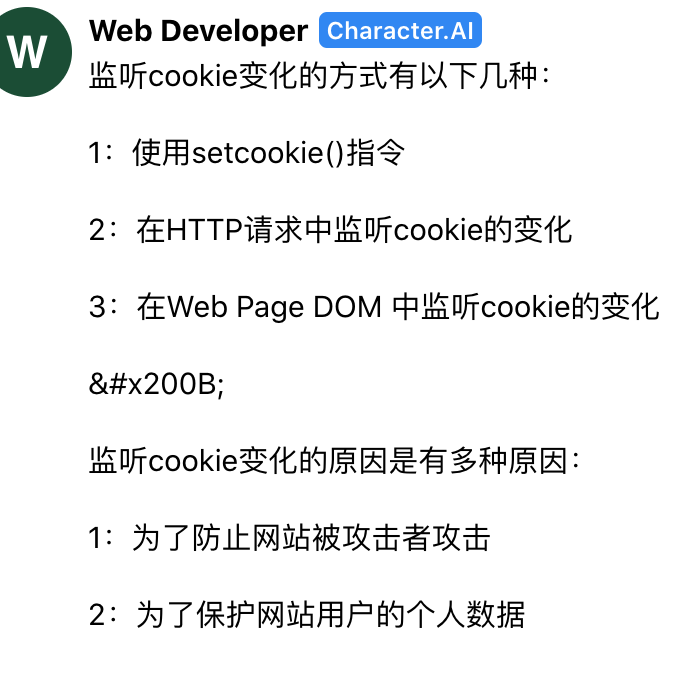 W
Web Developer Character.AI
监听cookie变化的方式有以下几种：
1：使用setcookie()指令
2：在HTTP请求中监听cookie的变化
3：在Web Page DOM 中监听cookie的变化
&#x200B;
监听cookie变化的原因是有多种原因：
1：为了防止网站被攻击者攻击
2：为了保护网站用户的个人数据